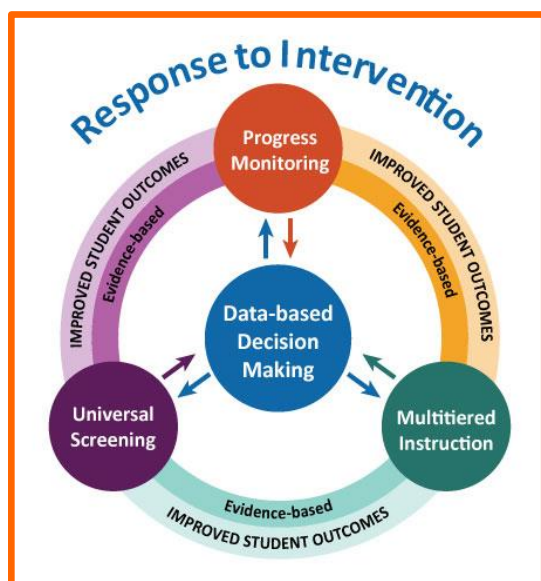 Response to Intervention
Progress
Monitoring
IMPROVED STUDENT OUTCOMES
Evidence-based
IMPROVED STUDENT OUTCOMES
Evidence-based
Data-based
Decision
Making
Universal
Screening
Multitiered
Instruction
Evidence-based
IMPROVED STUDENT OUTCOMES